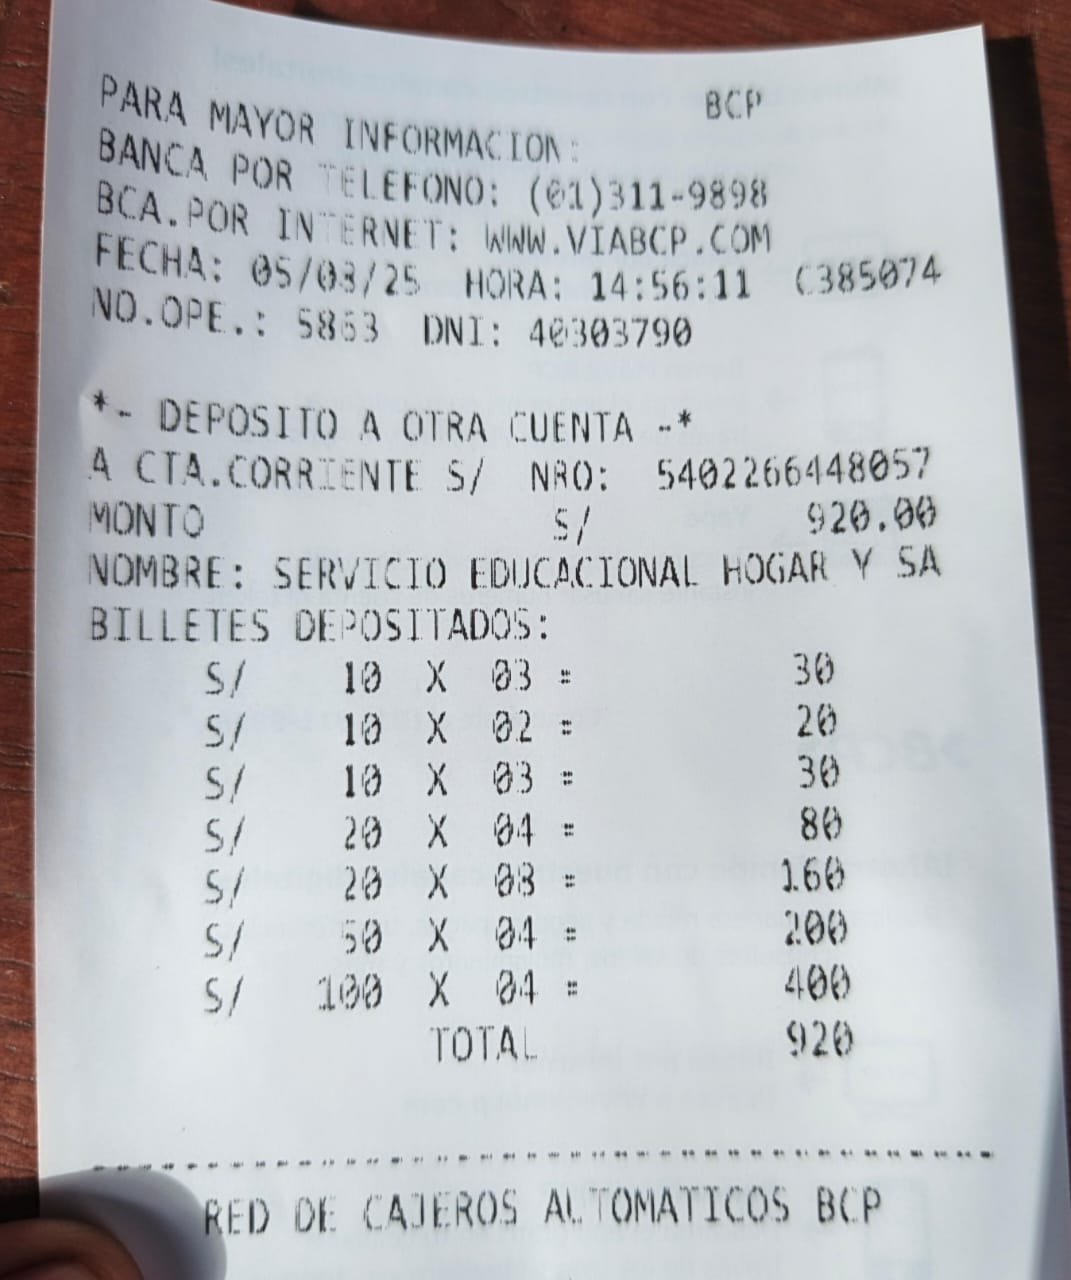 BCP
PARA MAYOR INFORMACION:
BANCA POR TELEFONO: (01)311-9898
BCA.POR INTERNET: WWW.VIABCP.COM
FECHA: 05/03/25 HORA: 14:56:11 C385074
NO.OPE.: 5863 DNI: 40303790
*- DEPOSITO A OTRA CUENTA -*
A CTA.CORRIENTE S/ NRO: 5402266448057
MONTO S/ 920.00
NOMBRE: SERVICIO EDUCACIONAL HOGAR Y SA
BILLETES DEPOSITADOS:
S/ 10 X 03 = 30
S/ 10 X 02 = 20
S/ 10 X 03 = 30
S/ 20 X 04 = 80
S/ 20 X 08 = 160
S/ 50 X 04 = 200
S/ 100 X 04 = 400
TOTAL 920
RED DE CAJEROS AUTOMATICOS BCP